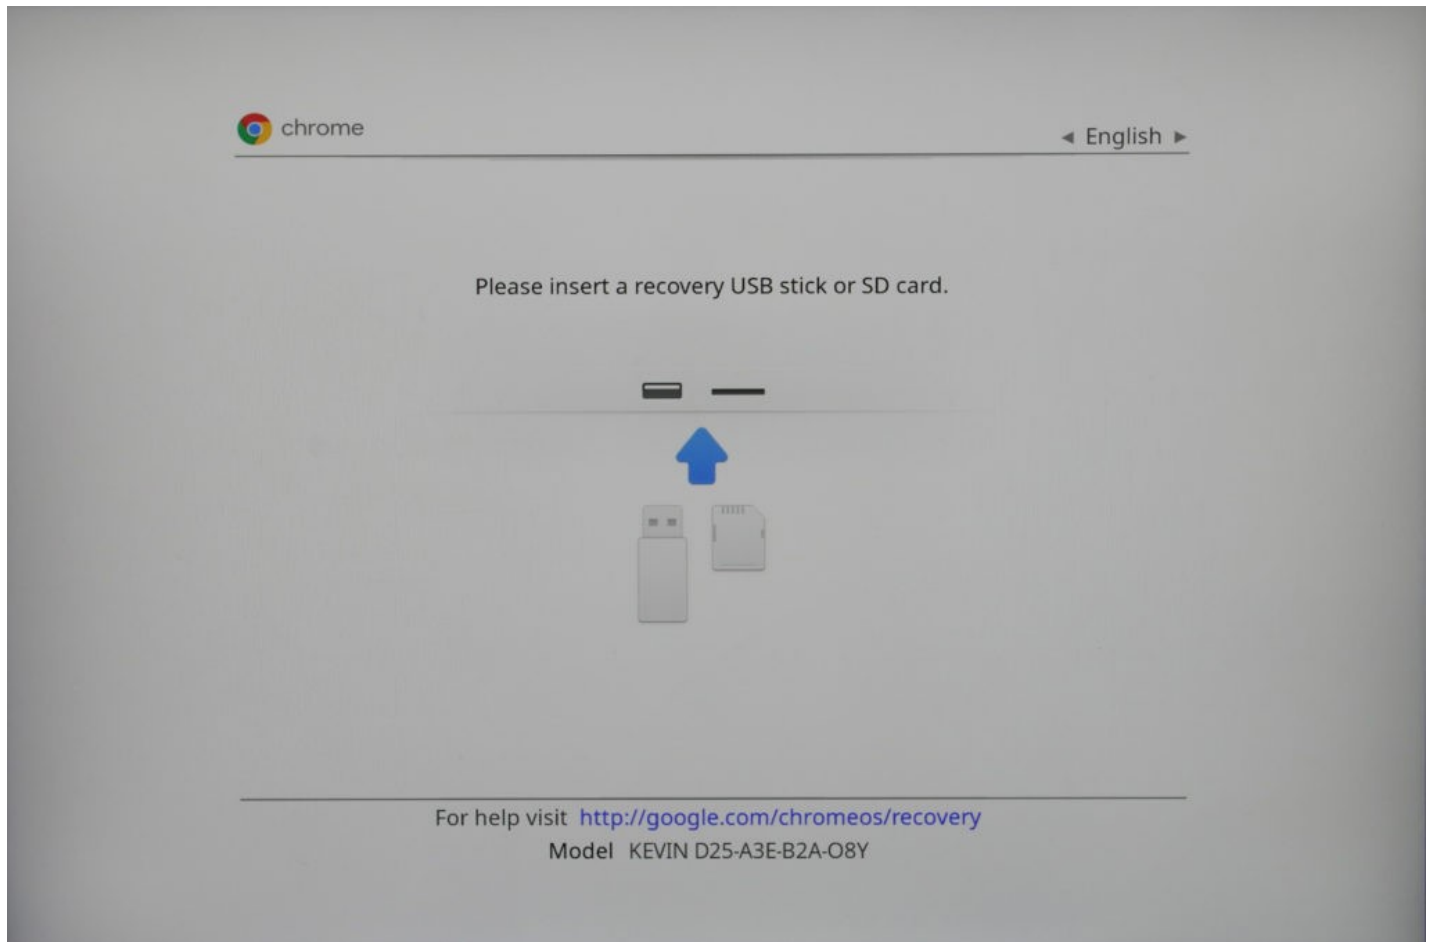 chrome
◄ English ►
Please insert a recovery USB stick or SD card.
For help visit http://google.com/chromeos/recovery
Model KEVIN D25-A3E-B2A-O8Y